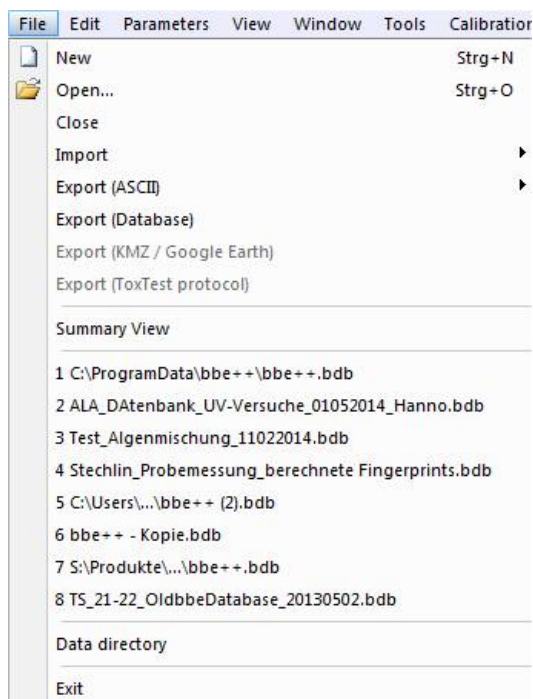 File Edit Parameters View Window Tools Calibration
New Strg+N
Open... Strg+O
Close
Import
Export (ASCII)
Export (Database)
Export (KMZ / Google Earth)
Export (ToxTest protocol)
Summary View
1 C:\ProgramData\bbe++\bbe++.bdb
2 ALA_DAtenbank_UV-Versuche_01052014_Hanno.bdb
3 Test_Algenmischung_11022014.bdb
4 Stechlin_Probemessung_berechnete Fingerprints.bdb
5 C:\Users\...\bbe++ (2).bdb
6 bbe++ - Kopie.bdb
7 S:\Produkte\...\bbe++.bdb
8 TS_21-22_OldbbeDatabase_20130502.bdb
Data directory
Exit